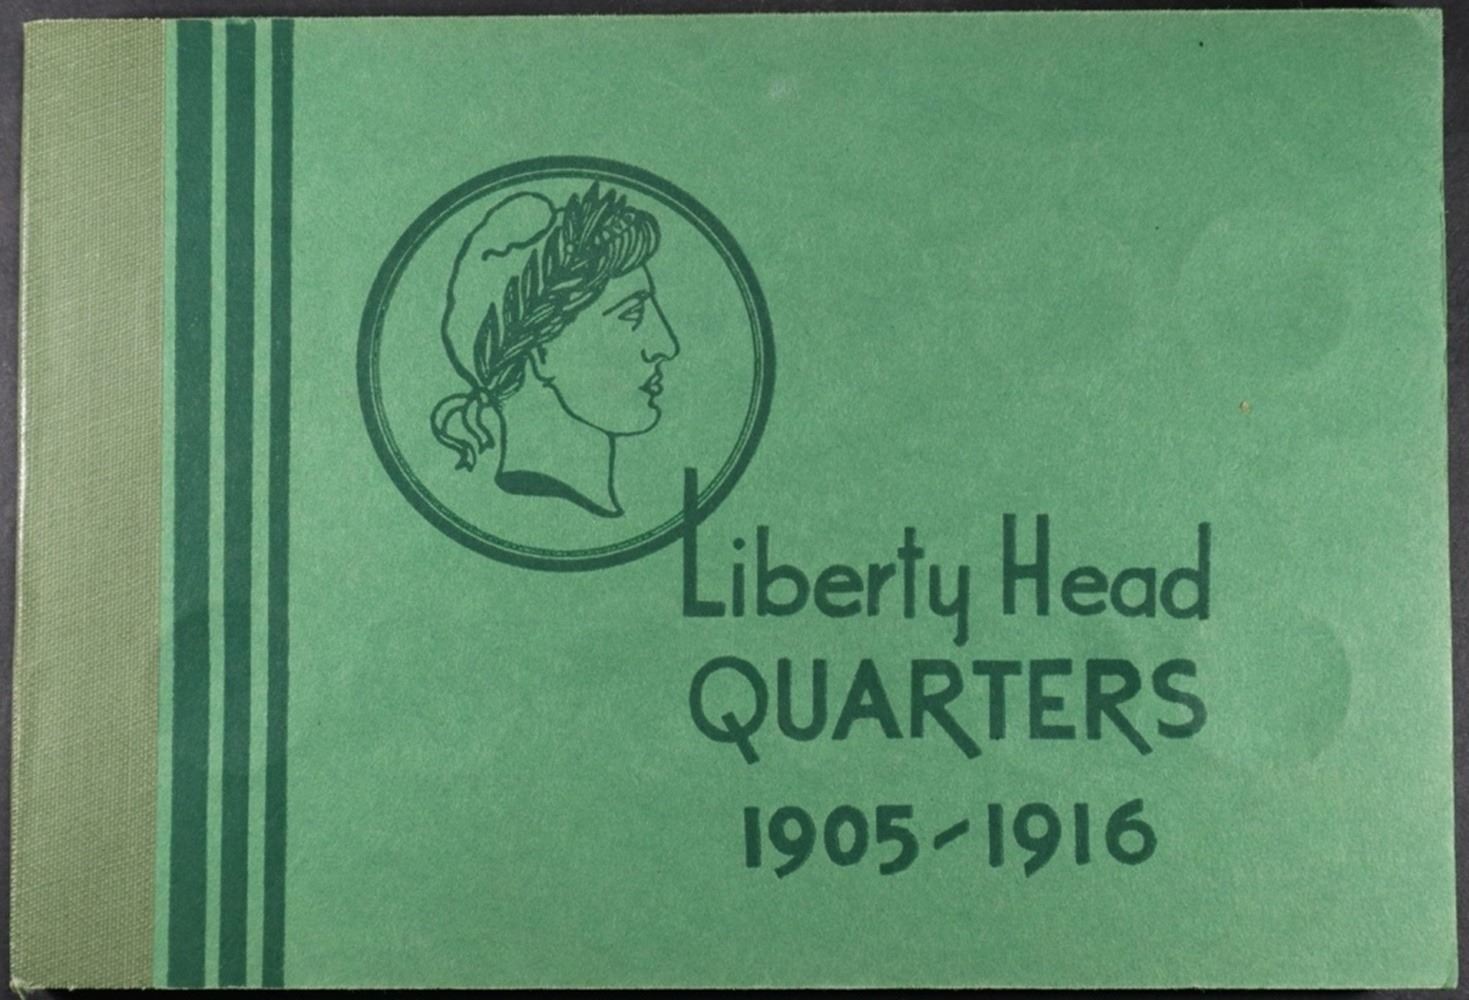 Liberty Head
QUARTERS
1905-1916